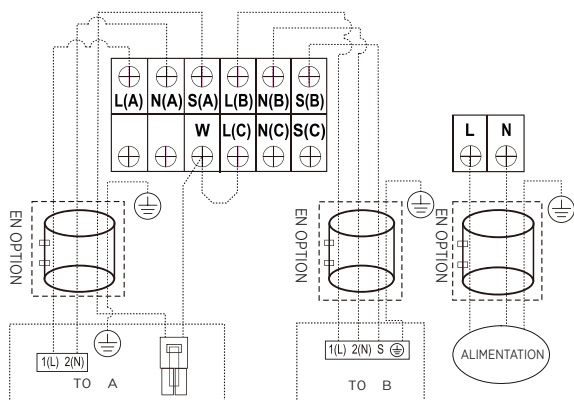 L(A) N(A) S(A) L(B) N(B) S(B)
W L(C) N(C) S(C)
L N
EN OPTION
EN OPTION
EN OPTION
1(L) 2(N)
TO A
1(L) 2(N) S
TO B
ALIMENTATION